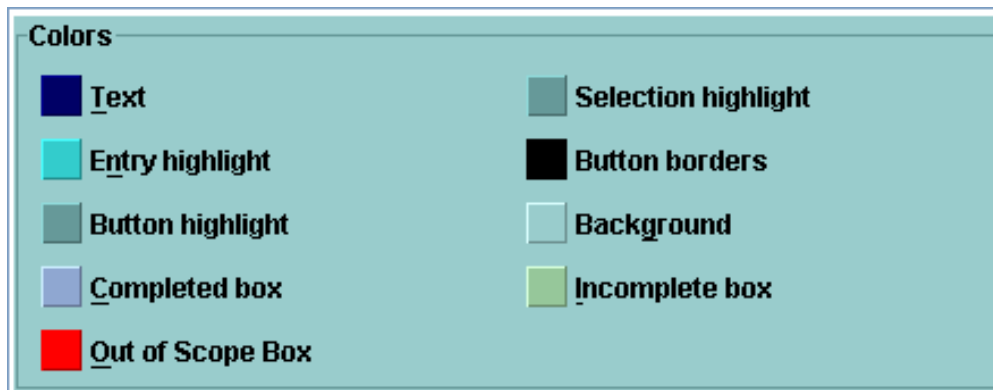 Colors
Text
Selection highlight
Entry highlight
Button borders
Button highlight
Background
Completed box
Incomplete box
Out of Scope Box